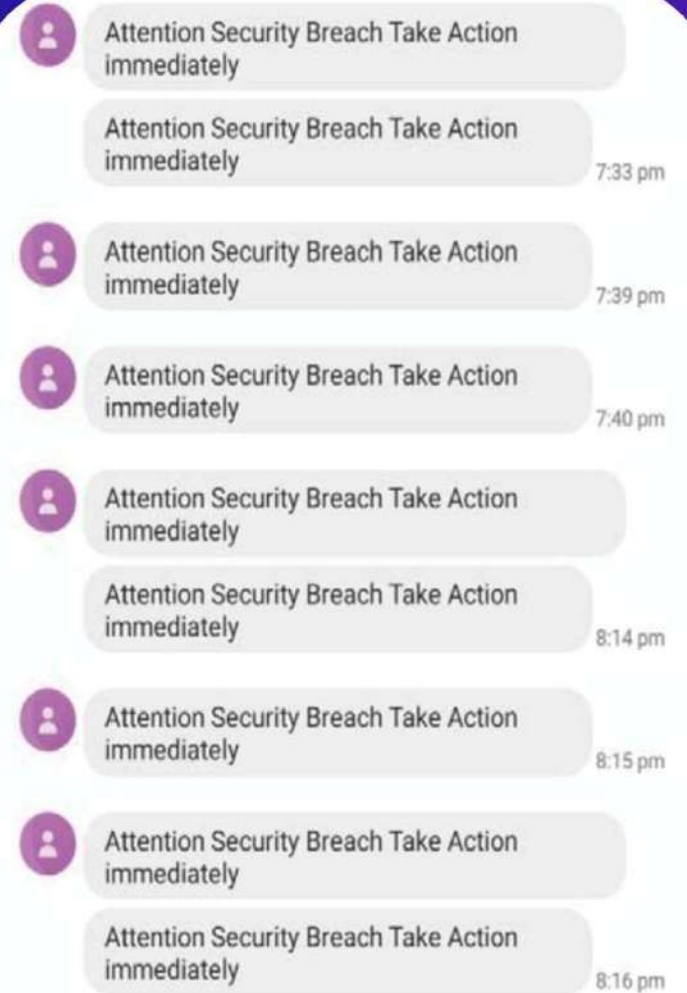 Attention Security Breach Take Action
immediately
Attention Security Breach Take Action
immediately
7:33 pm
Attention Security Breach Take Action
immediately
7:39 pm
Attention Security Breach Take Action
immediately
7:40 pm
Attention Security Breach Take Action
immediately
Attention Security Breach Take Action
immediately
8:14 pm
Attention Security Breach Take Action
immediately
8:15 pm
Attention Security Breach Take Action
immediately
Attention Security Breach Take Action
immediately
8:16 pm